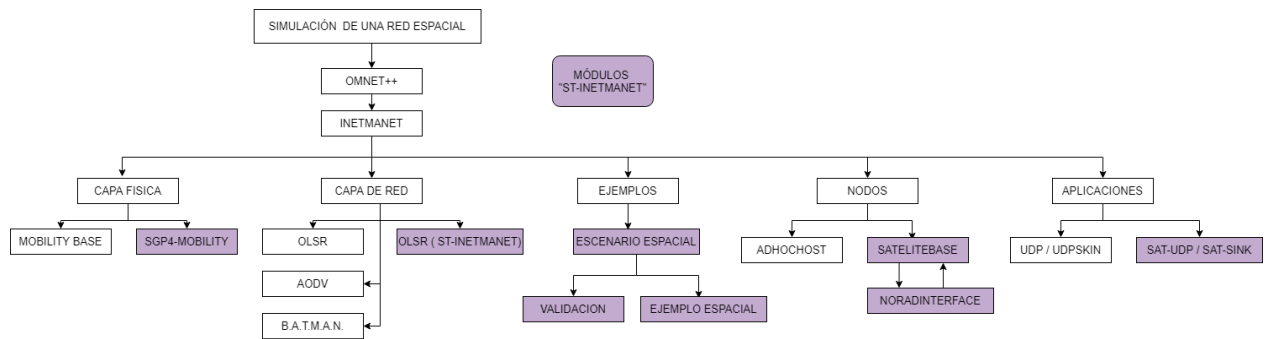 SIMULACIÓN DE UNA RED ESPACIAL
OMNET++
MÓDULOS
"ST-INETMANET"
INETMANET
CAPA FISICA
CAPA DE RED
EJEMPLOS
NODOS
APLICACIONES
MOBILITY BASE
SGP4-MOBILITY
OLSR
OLSR ( ST-INETMANET)
ESCENARIO ESPACIAL
ADHOCHOST
SATELITEBASE
UDP / UDPSKIN
SAT-UDP / SAT-SINK
AODV
VALIDACION
EJEMPLO ESPACIAL
NORADINTERFACE
B.A.T.M.A.N.